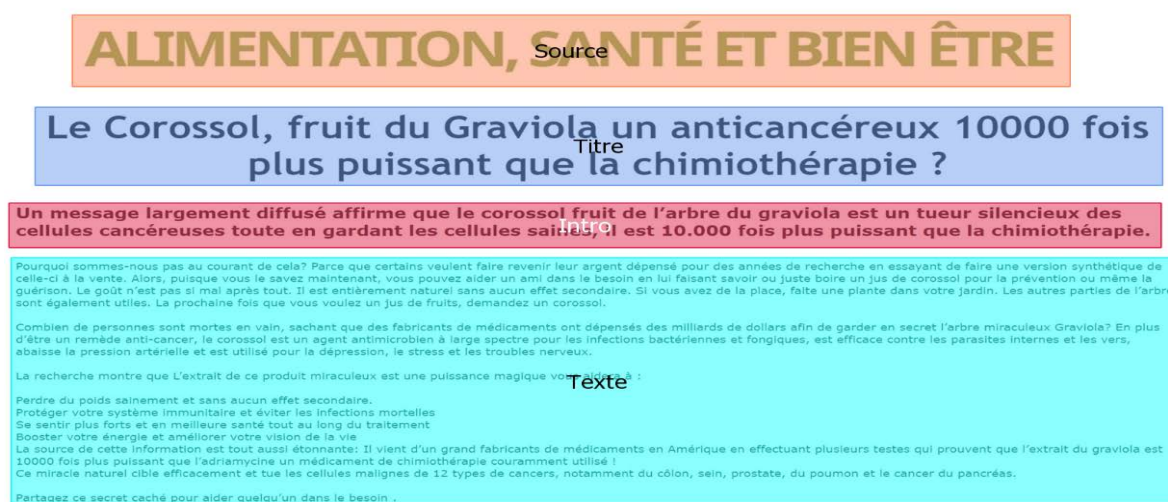 ALIMENTATION, SANTÉ ET BIEN ÊTRE
Source
Le Corossol, fruit du Graviola un anticancéreux 10000 fois
Titre
plus puissant que la chimiothérapie ?
Un message largement diffusé affirme que le corossol fruit de l'arbre du graviola est un tueur silencieux des
Intro
cellules cancéreuses toute en gardant les cellules saines, il est 10.000 fois plus puissant que la chimiothérapie.
Pourquoi sommes-nous pas au courant de cela? Parce que certains veulent faire revenir leur argent dépensé pour des années de recherche en essayant de faire une version synthétique de
celle-ci à la vente. Alors, puisque vous le savez maintenant, vous pouvez aider un ami dans le besoin en lui faisant savoir ou juste boire un jus de corossol pour la prévention ou même la
guérison. Le goût n'est pas si mal après tout. Il est entièrement naturel sans aucun effet secondaire. Si vous avez de la place, faite une plante dans votre jardin. Les autres parties de l'arbre
sont également utiles. La prochaine fois que vous voulez un jus de fruits, demandez un corossol.
Combien de personnes sont mortes en vain, sachant que des fabricants de médicaments ont dépensés des milliards de dollars afin de garder en secret l'arbre miraculeux Graviola? En plus
d'être un remède anti-cancer, le corossol est un agent antimicrobien à large spectre pour les infections bactériennes et fongiques, est efficace contre les parasites internes et les vers,
abaisse la pression artérielle et est utilisé pour la dépression, le stress et les troubles nerveux.
La recherche montre que L'extrait de ce produit miraculeux est une puissance magique vous aidera à :
Texte
Perdre du poids sainement et sans aucun effet secondaire.
Protéger votre système immunitaire et éviter les infections mortelles
Se sentir plus forts et en meilleure santé tout au long du traitement
Booster votre énergie et améliorer votre vision de la vie
La source de cette information est tout aussi étonnante: Il vient d'un grand fabricants de médicaments en Amérique en effectuant plusieurs testes qui prouvent que l'extrait du graviola est
10000 fois plus puissant que l'adriamycine un médicament de chimiothérapie couramment utilisé !
Ce miracle naturel cible efficacement et tue les cellules malignes de 12 types de cancers, notamment du côlon, sein, prostate, du poumon et le cancer du pancréas.
Partagez ce secret caché pour aider quelqu'un dans le besoin .